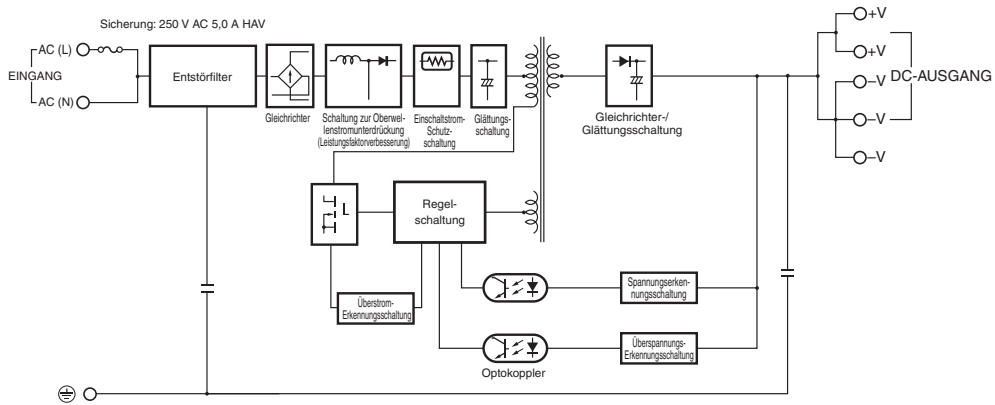 Sicherung: 250 V AC 5,0 A HAV
AC (L)
EINGANG
AC (N)
Entstörfilter
Gleichrichter
Schaltung zur Oberwel-
lenstromunterdrückung
(Leistungsfaktorverbesserung)
Einschaltstrom-
Schutz-
schaltung
Glättungs-
schaltung
Gleichrichter-/
Glättungsschaltung
+V
+V
–V
–V
–V
DC-AUSGANG
Regel-
schaltung
Überstrom-
Erkennungsschaltung
Spannungserken-
nungsschaltung
Überspannungs-
Erkennungsschaltung
Optokoppler